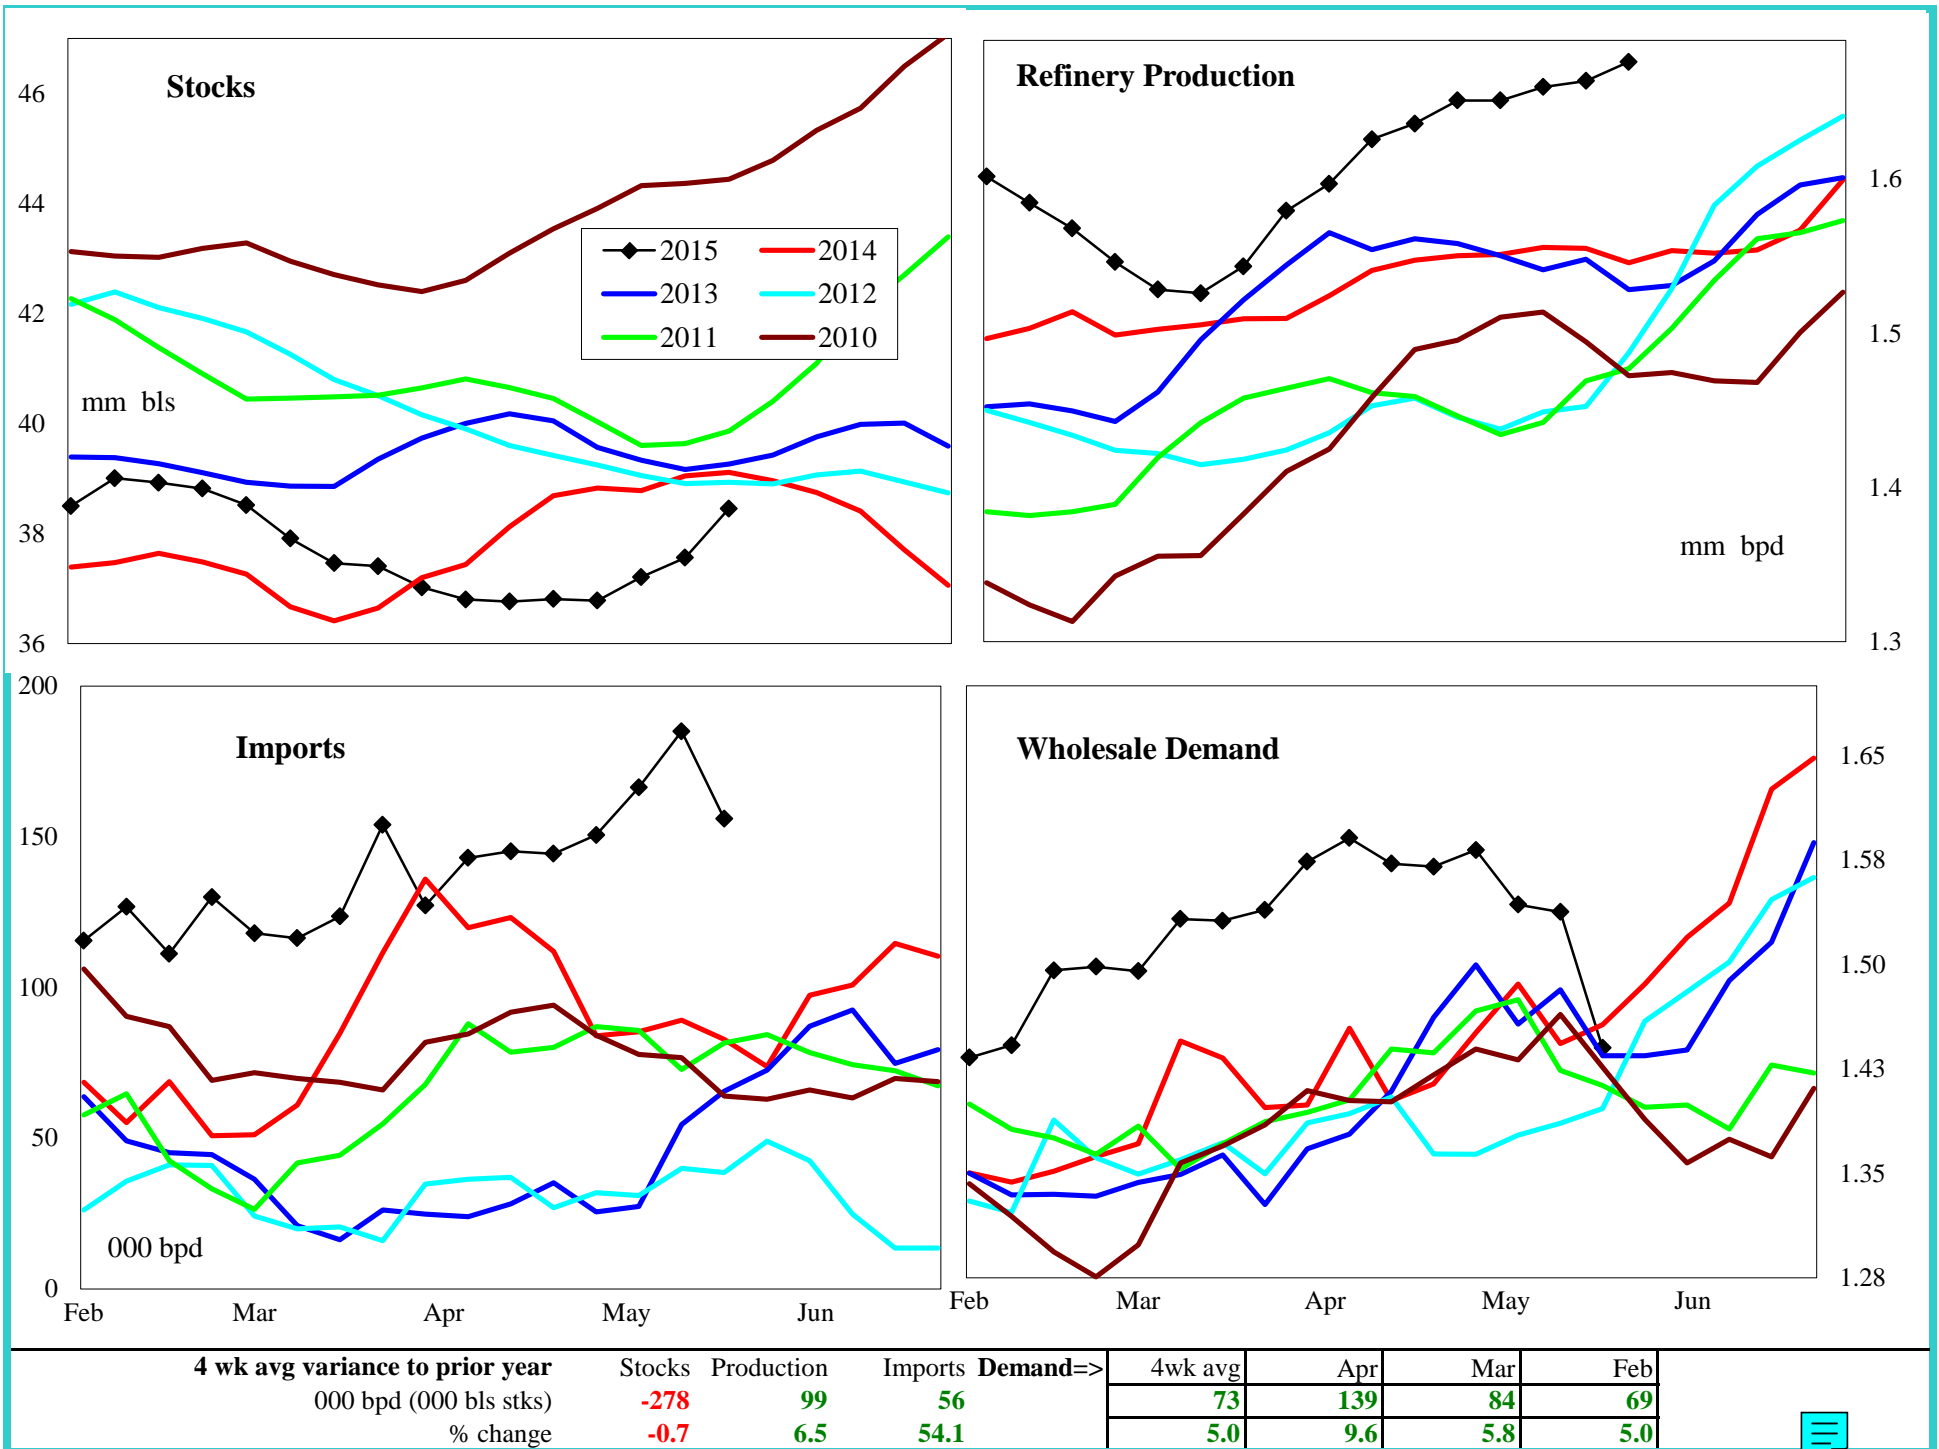 Stocks
46
44
42
40
38
36
mm bls
2015 2014
2013 2012
2011 2010
Refinery Production
1.6
1.5
1.4
1.3
mm bpd
Imports
200
150
100
50
0
000 bpd
Feb Mar Apr May Jun
Wholesale Demand
1.65
1.58
1.50
1.43
1.35
1.28
Feb Mar Apr May Jun
4 wk avg variance to prior year Stocks Production Imports Demand=> 4wk avg Apr Mar Feb
000 bpd (000 bls stks) -278 99 56 73 139 84 69
% change -0.7 6.5 54.1 5.0 9.6 5.8 5.0